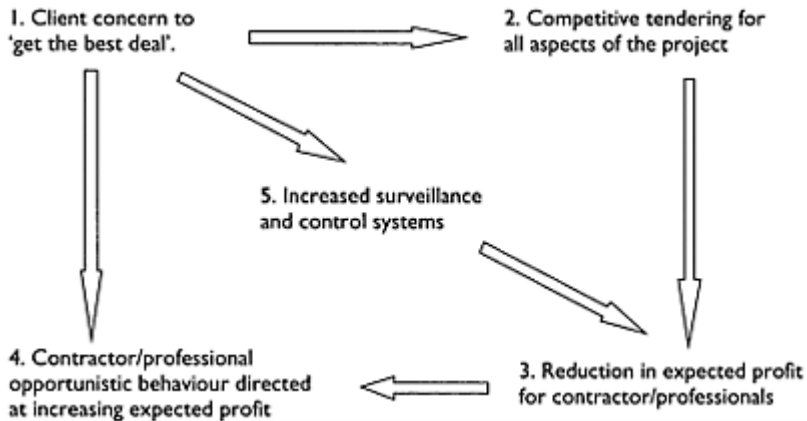 1. Client concern to
'get the best deal'.
2. Competitive tendering for
all aspects of the project
5. Increased surveillance
and control systems
4. Contractor/professional
opportunistic behaviour directed
at increasing expected profit
3. Reduction in expected profit
for contractor/professionals